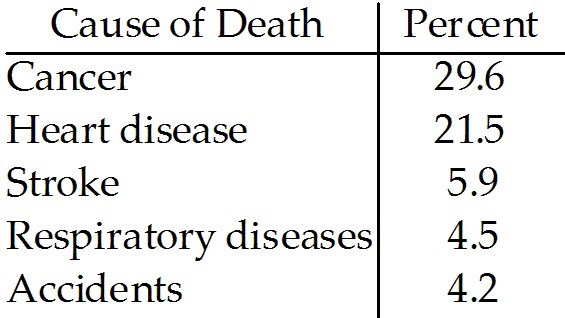 Cause of Death Percent
Cancer 29.6
Heart disease 21.5
Stroke 5.9
Respiratory diseases 4.5
Accidents 4.2